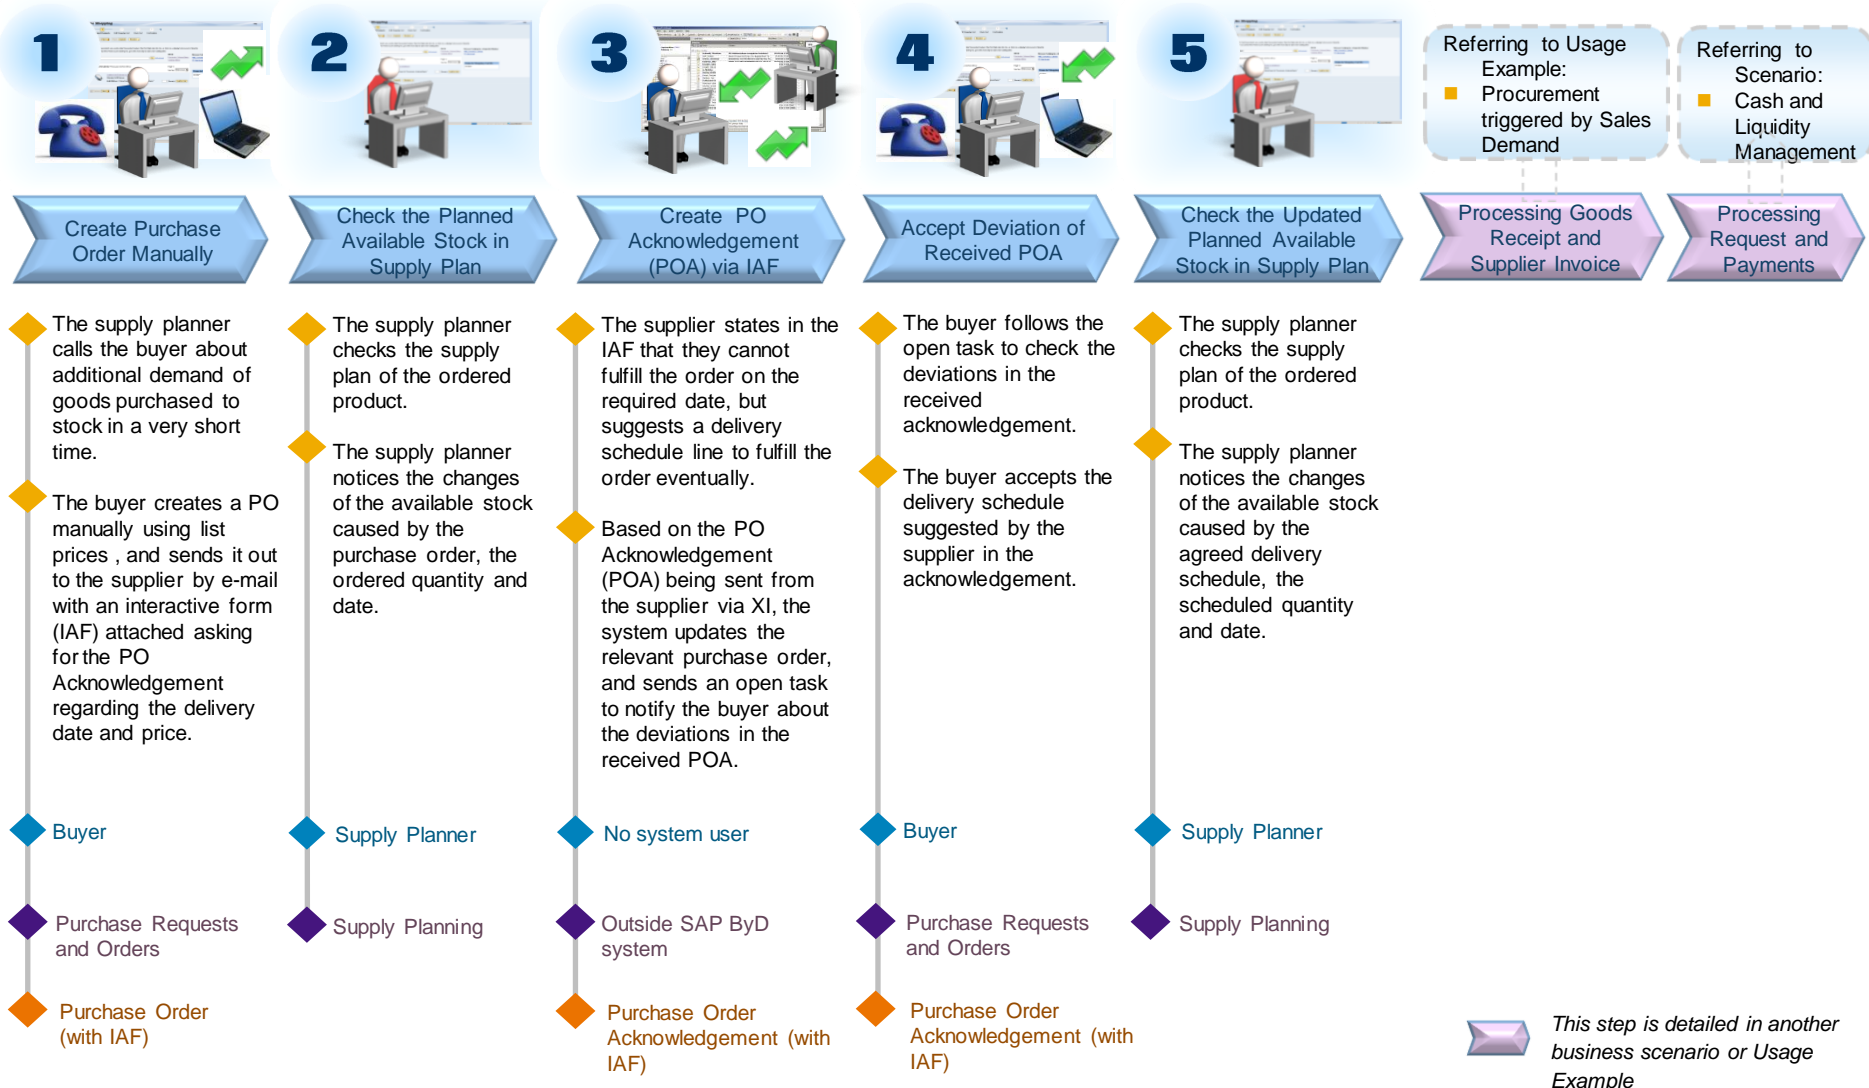 1
2
3
4
5
Referring to Usage
Example:
Procurement
triggered by Sales
Demand
Referring to
Scenario:
Cash and
Liquidity
Management
Create Purchase
Order Manually
Check the Planned
Available Stock in
Supply Plan
Create PO
Acknowledgement
(POA) via IAF
Accept Deviation of
Received POA
Check the Updated
Planned Available
Stock in Supply Plan
Processing Goods
Receipt and
Supplier Invoice
Processing
Request and
Payments
The supply planner
calls the buyer about
additional demand of
goods purchased to
stock in a very short
time.
The buyer creates a PO
manually using list
prices , and sends it out
to the supplier by e-mail
with an interactive form
(IAF) attached asking
for the PO
Acknowledgement
regarding the delivery
date and price.
Buyer
Purchase Requests
and Orders
Purchase Order
(with IAF)
The supply planner
checks the supply
plan of the ordered
product.
The supply planner
notices the changes
of the available stock
caused by the
purchase order, the
ordered quantity and
date.
Supply Planner
Supply Planning
The supplier states in the
IAF that they cannot
fulfill the order on the
required date, but
suggests a delivery
schedule line to fulfill the
order eventually.
Based on the PO
Acknowledgement
(POA) being sent from
the supplier via XI, the
system updates the
relevant purchase order,
and sends an open task
to notify the buyer about
the deviations in the
received POA.
No system user
Outside SAP ByD
system
Purchase Order
Acknowledgement (with
IAF)
The buyer follows the
open task to check the
deviations in the
received
acknowledgement.
The buyer accepts the
delivery schedule
suggested by the
supplier in the
acknowledgement.
Buyer
Purchase Requests
and Orders
Purchase Order
Acknowledgement (with
IAF)
The supply planner
checks the supply
plan of the ordered
product.
The supply planner
notices the changes
of the available stock
caused by the
agreed delivery
schedule, the
scheduled quantity
and date.
Supply Planner
Supply Planning
This step is detailed in another
business scenario or Usage
Example